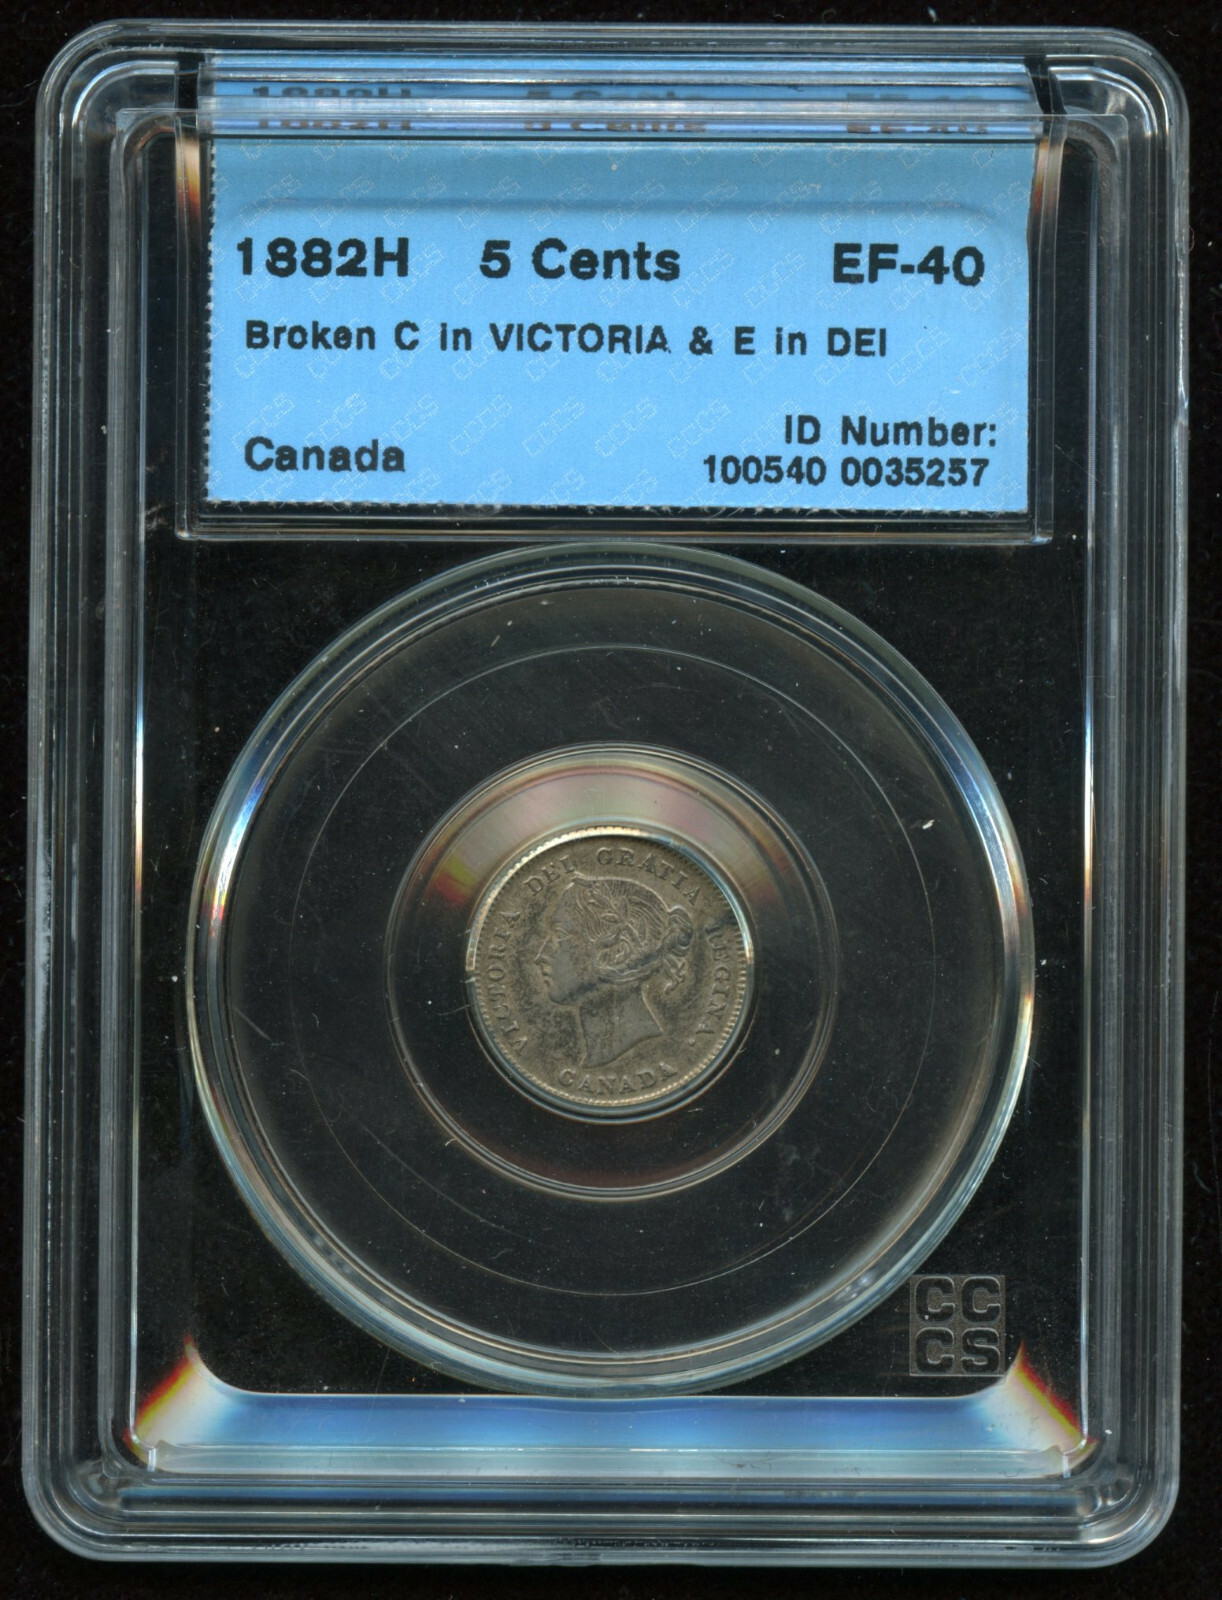 1882H 5 Cents EF-40
Broken C in VICTORIA & E in DEI
Canada
ID Number:
100540 0035257
VICTORIA DEI GRATIA REGINA.
CANADA
CC
CS